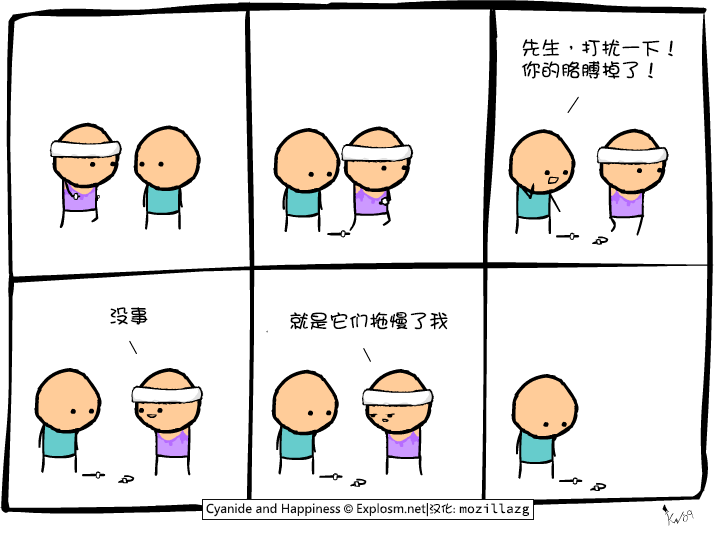 先生，打扰一下！
你的胳膊掉了！
没事
就是它们拖慢了我
Cyanide and Happiness © Explosm.net|汉化: mozillazg